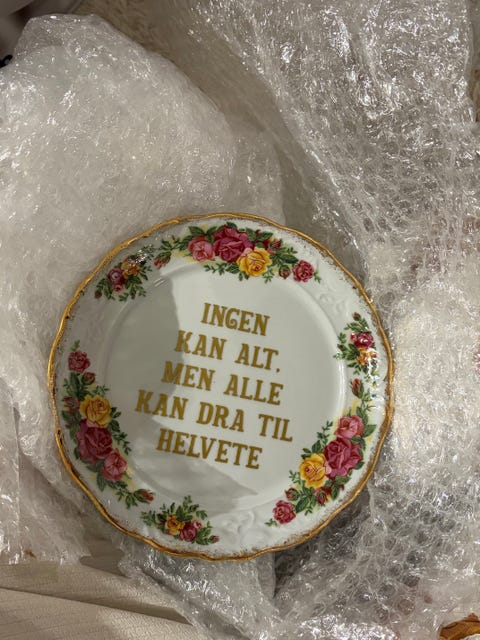 INGEN
KAN ALT,
MEN ALLE
KAN DRA TIL
HELVETE